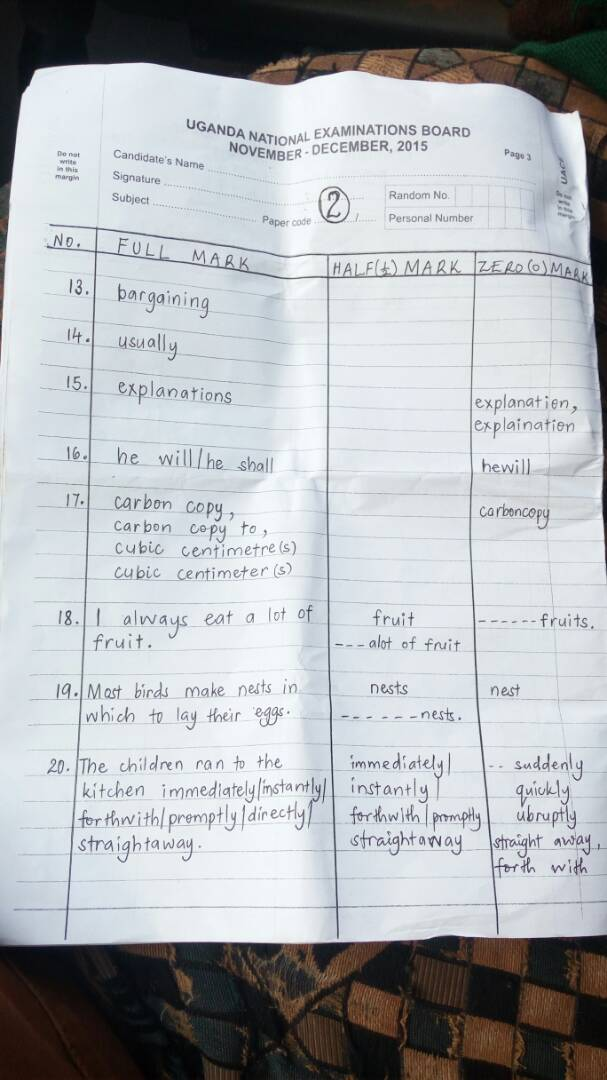 UGANDA NATIONAL EXAMINATIONS BOARD
NOVEMBER - DECEMBER, 2015
Page 3
Do not
write
in this
margin
Candidate's Name
Signature
Subject
Paper code
2
/
Random No.
Personal Number
Do not
No. FULL MARK HALF(½) MARK ZERO(0) MARK
13. bargaining
14. usually
15. explanations
explanation,
explaination
16. he will/he shall hewill
17. carbon copy, carboncopy
carbon copy to,
cubic centimetre(s)
cubic centimeter(s)
18. I always eat a lot of fruit ------fruits.
fruit. ---alot of fruit
19. Most birds make nests in nests nest
which to lay their eggs. ------nests.
20. The children ran to the immediately/ -- suddenly
kitchen immediately/instantly/ instantly/ quickly
forthwith/promptly/directly/ forthwith/promptly ubruptly
straightaway. straightaway straight away,
forth with